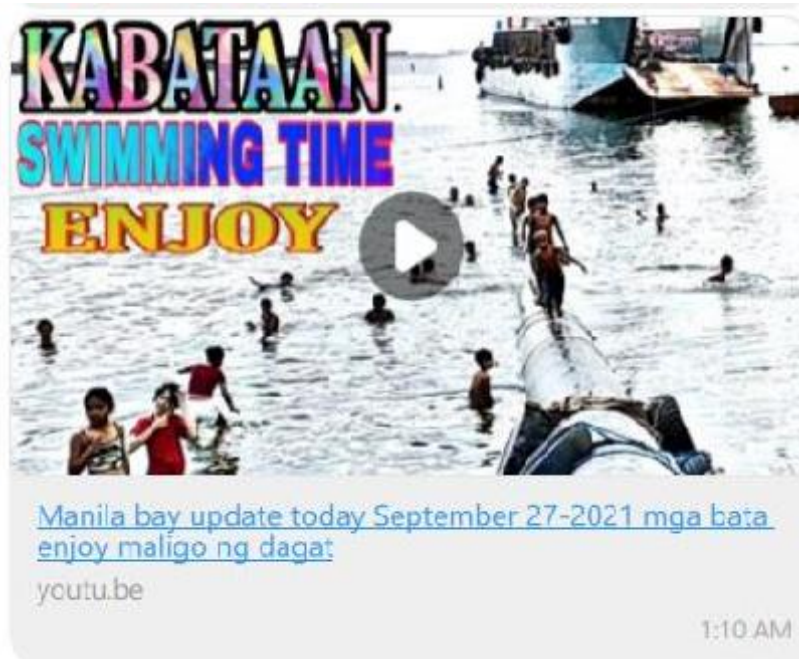 KABATAAN
SWIMMING TIME
ENJOY
Manila bay update today September 27-2021 mga bata
enjoy maligo ng dagat
youtu.be
1:10 AM